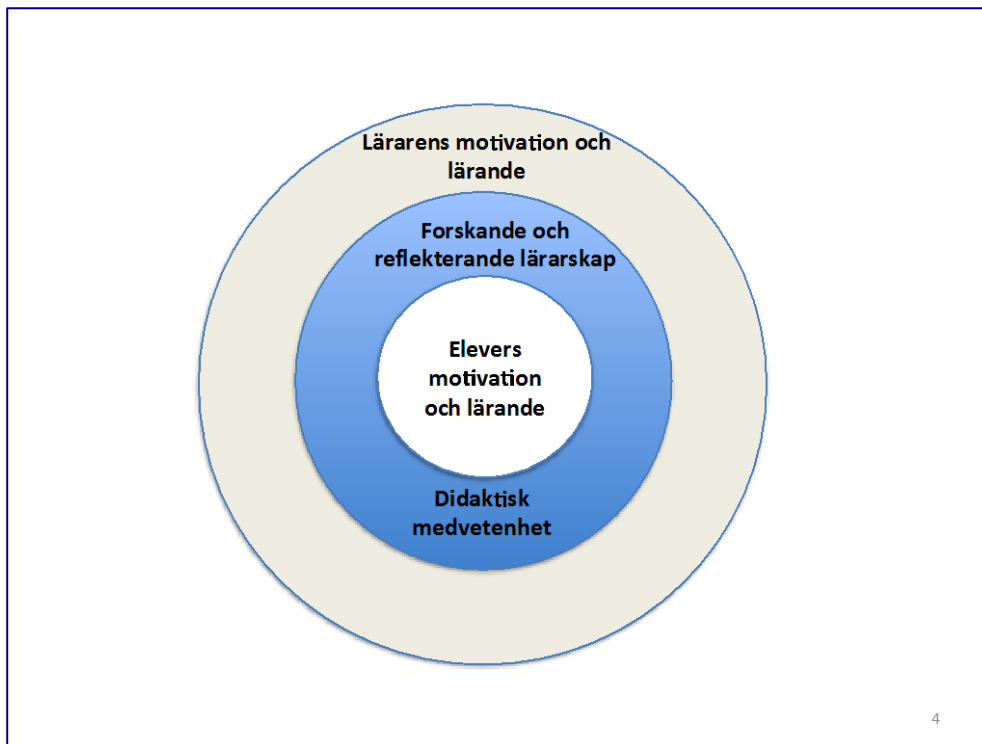 Lärarens motivation och
lärande
Forskande och
reflekterande lärarskap
Elevers
motivation
och lärande
Didaktisk
medvetenhet
4